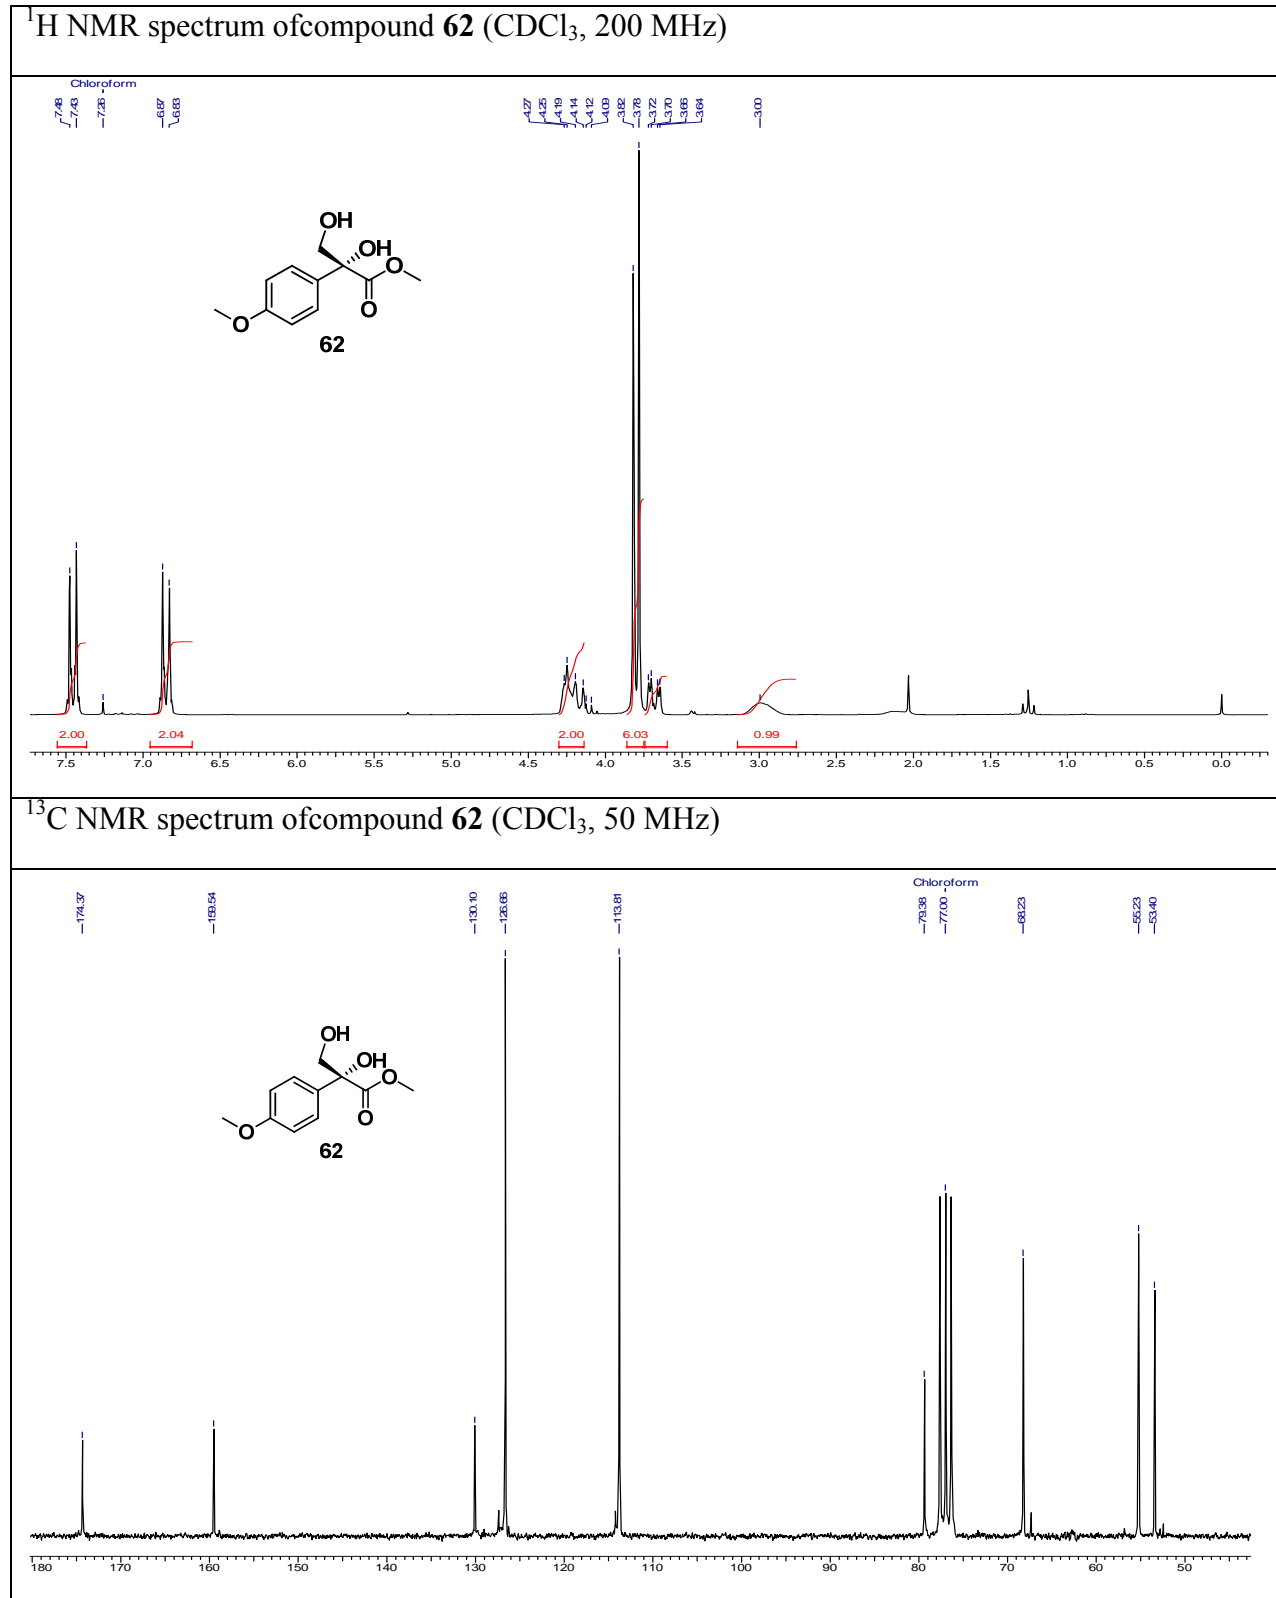 ¹H NMR spectrum ofcompound 62 (CDCl₃, 200 MHz)
Chloroform
7.48 7.43 7.26 6.87 6.83 4.27 4.25 4.19 4.14 4.12 4.09 3.82 3.78 3.72 3.70 3.66 3.64 3.00
OH
OH
O
O
O
62
2.00 2.04 2.00 6.03 0.99
7.5 7.0 6.5 6.0 5.5 5.0 4.5 4.0 3.5 3.0 2.5 2.0 1.5 1.0 0.5 0.0
¹³C NMR spectrum ofcompound 62 (CDCl₃, 50 MHz)
Chloroform
174.37 159.54 130.10 126.66 113.81 79.38 77.00 68.23 55.23 53.40
OH
OH
O
O
O
62
180 170 160 150 140 130 120 110 100 90 80 70 60 50